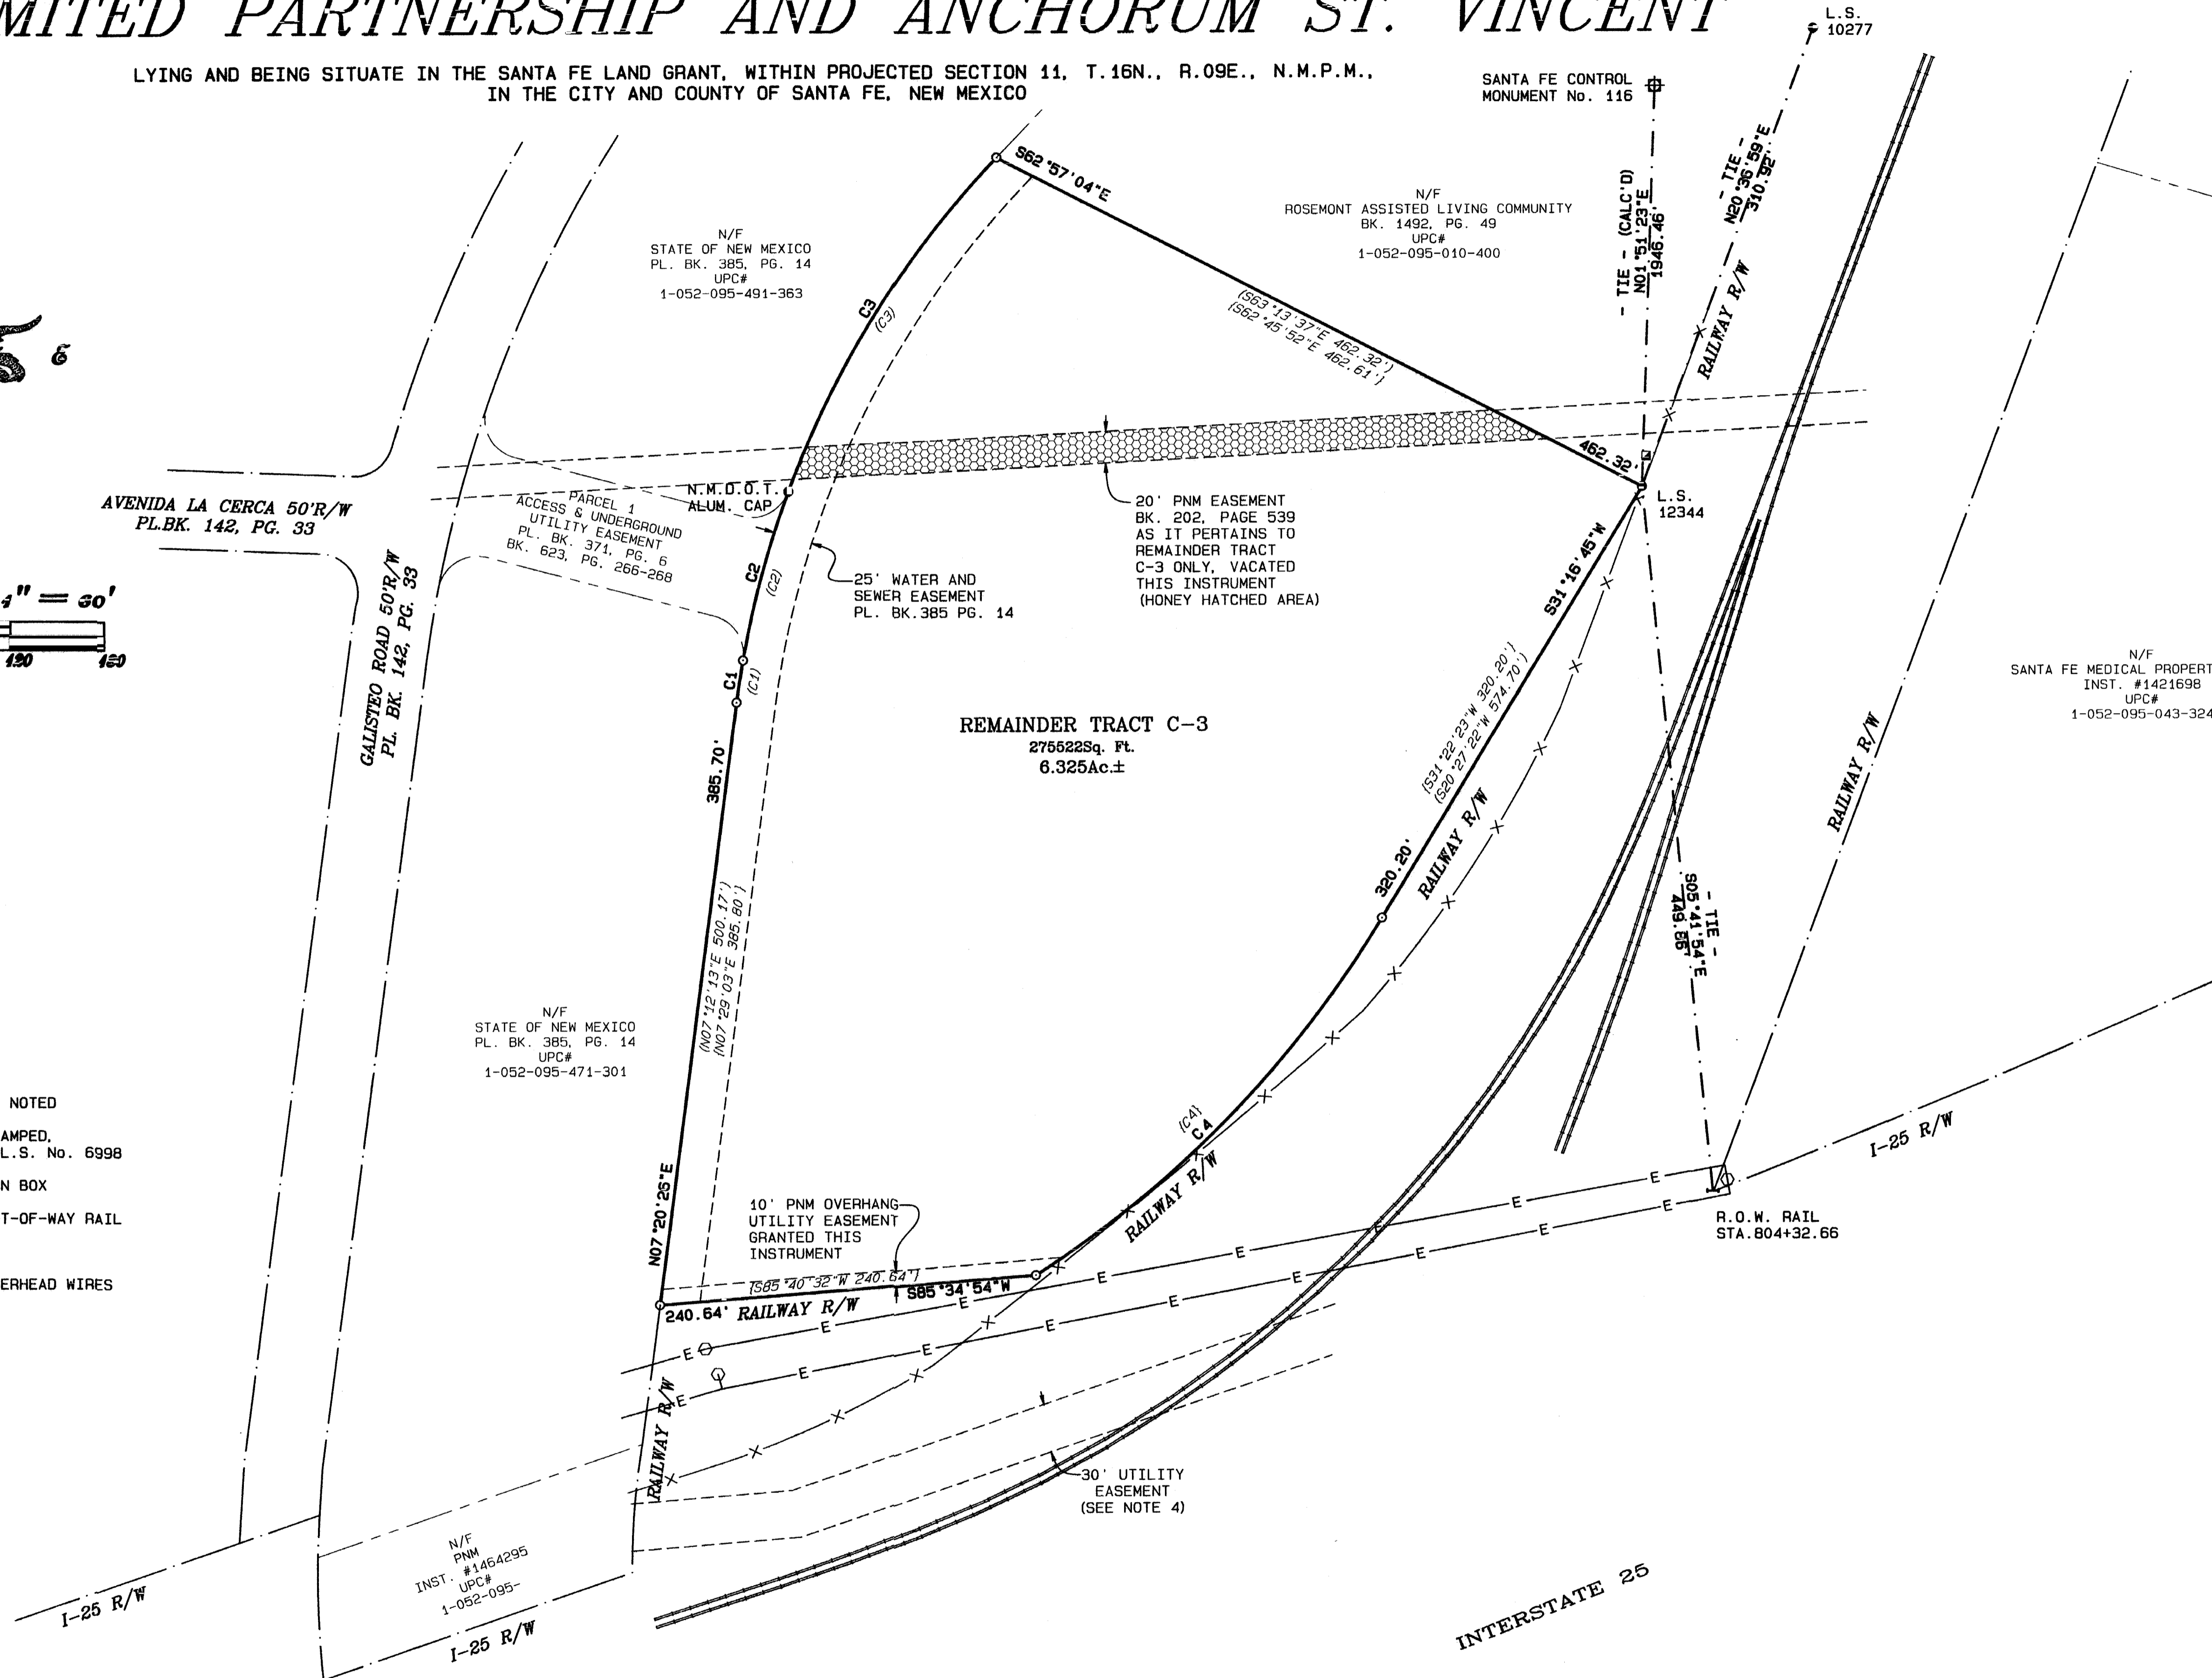 MITED PARTNERSHIP AND ANCHORUM ST. VINCENT
LYING AND BEING SITUATE IN THE SANTA FE LAND GRANT, WITHIN PROJECTED SECTION 11, T.16N., R.09E., N.M.P.M.,
IN THE CITY AND COUNTY OF SANTA FE, NEW MEXICO
L.S.
10277
SANTA FE CONTROL
MONUMENT No. 116
- TIE -
N20°36'59"E
310.92'
- TIE - (CALC'D)
N01°51'23"E
1946.46'
RAILWAY R/W
S62°57'04"E
N/F
ROSEMONT ASSISTED LIVING COMMUNITY
BK. 1492, PG. 49
UPC#
1-052-095-010-400
N/F
STATE OF NEW MEXICO
PL. BK. 385, PG. 14
UPC#
1-052-095-491-363
C3
(C3)
(S63°13'37"E 462.32')
(S62°45'52"E 462.61')
462.32'
&
L.S.
12344
AVENIDA LA CERCA 50'R/W
PL.BK. 142, PG. 33
N.M.D.O.T.
ALUM. CAP
PARCEL 1
ACCESS & UNDERGROUND
UTILITY EASEMENT
PL. BK. 371, PG. 6
BK. 623, PG. 266-268
20' PNM EASEMENT
BK. 202, PAGE 539
AS IT PERTAINS TO
REMAINDER TRACT
C-3 ONLY, VACATED
THIS INSTRUMENT
(HONEY HATCHED AREA)
C2
(C2)
25' WATER AND
SEWER EASEMENT
PL. BK.385 PG. 14
S31°16'45"W
(S31°22'23"W 320.20')
(S20°27'22"W 574.70')
320.20'
RAILWAY R/W
GALISTEO ROAD 50'R/W
PL. BK. 142, PG. 33
1" = 60'
120
180
C1
(C1)
REMAINDER TRACT C-3
275522Sq. Ft.
6.325Ac.±
N/F
SANTA FE MEDICAL PROPERT
INST. #1421698
UPC#
1-052-095-043-324
RAILWAY R/W
385.70'
(N07°12'13"E 500.17')
(N07°29'03"E 385.80')
N07°20'25"E
- TIE -
S05°41'54"E
449.86'
N/F
STATE OF NEW MEXICO
PL. BK. 385, PG. 14
UPC#
1-052-095-471-301
NOTED
AMPED,
L.S. No. 6998
N BOX
T-OF-WAY RAIL
ERHEAD WIRES
(C4)
C4
RAILWAY R/W
10' PNM OVERHANG
UTILITY EASEMENT
GRANTED THIS
INSTRUMENT
(S85°40'32"W 240.64')
S85°34'54"W
240.64' RAILWAY R/W
I-25 R/W
R.O.W. RAIL
STA.804+32.66
E E E E E E
E E E E E E E E
RAILWAY R/W
30' UTILITY
EASEMENT
(SEE NOTE 4)
N/F
PNM
INST. #1464295
UPC#
1-052-095-
I-25 R/W
I-25 R/W
INTERSTATE 25